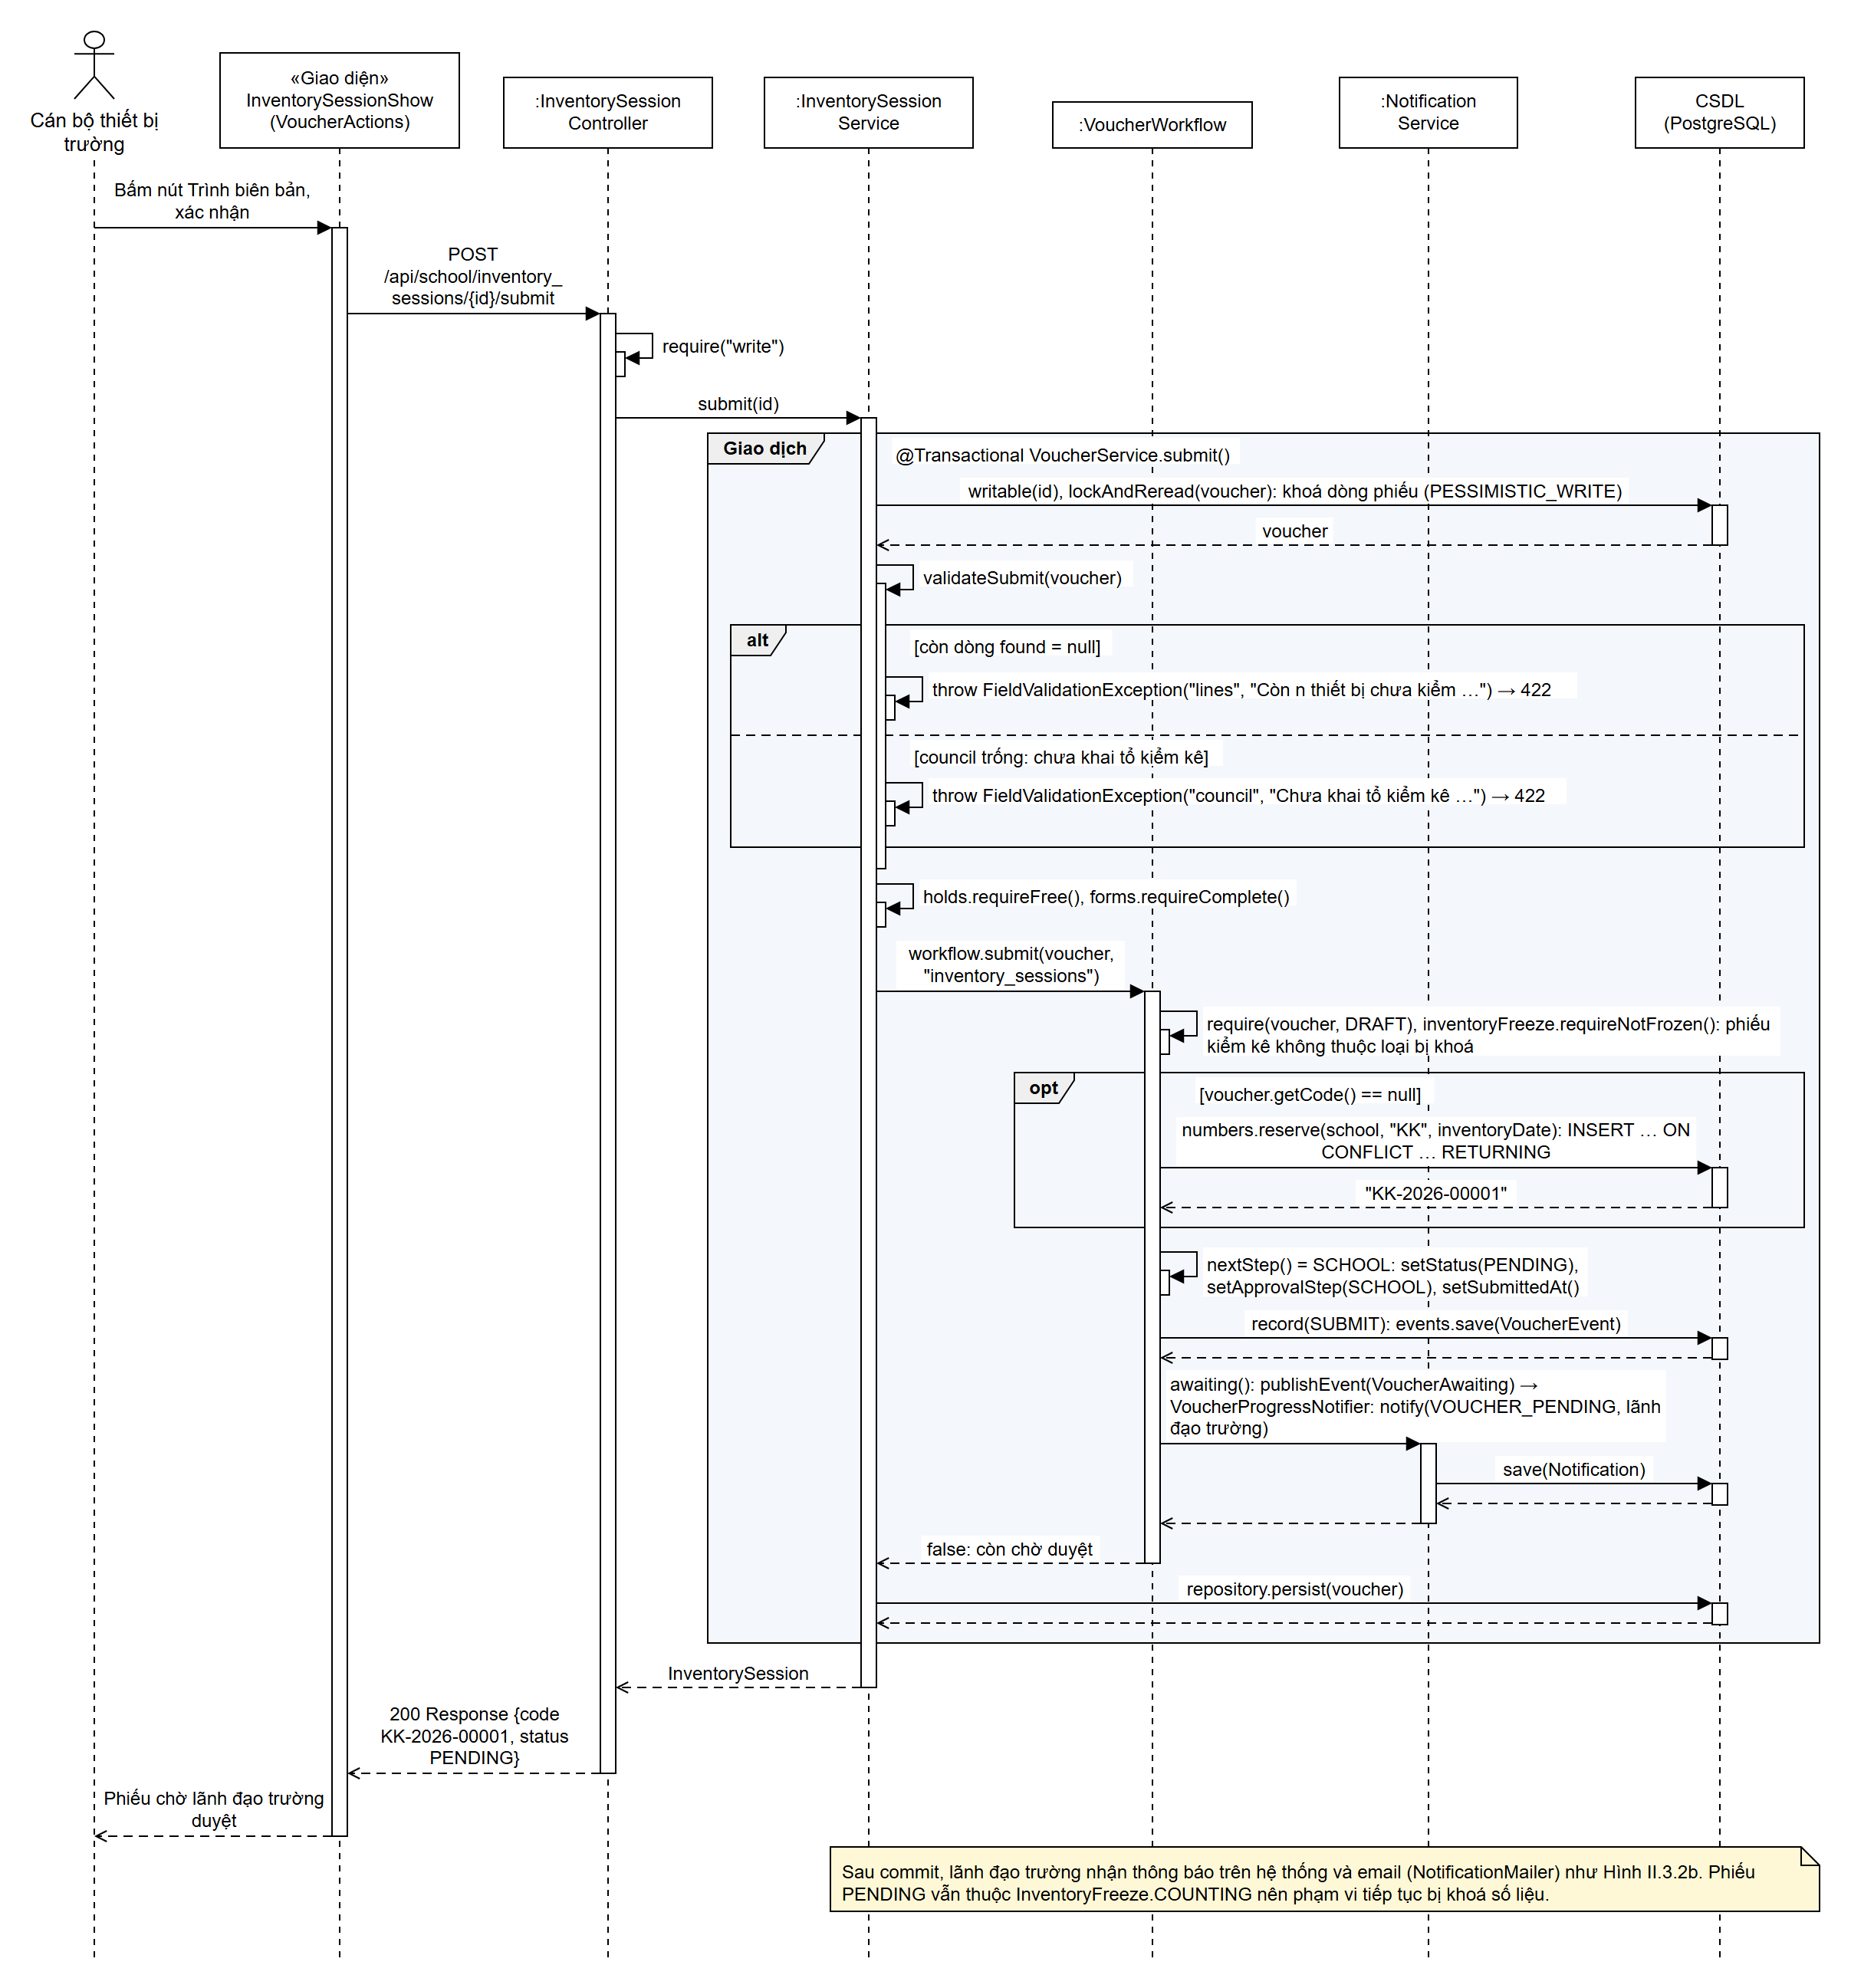 Cán bộ thiết bị
trường
«Giao diện»
InventorySessionShow
(VoucherActions)
:InventorySession
Controller
:InventorySession
Service
:VoucherWorkflow
:Notification
Service
CSDL
(PostgreSQL)
Bấm nút Trình biên bản,
xác nhận
POST
/api/school/inventory_
sessions/{id}/submit
require("write")
submit(id)
Giao dịch
@Transactional VoucherService.submit()
writable(id), lockAndReread(voucher): khoá dòng phiếu (PESSIMISTIC_WRITE)
voucher
validateSubmit(voucher)
alt
[còn dòng found = null]
throw FieldValidationException("lines", "Còn n thiết bị chưa kiểm …") → 422
[council trống: chưa khai tổ kiểm kê]
throw FieldValidationException("council", "Chưa khai tổ kiểm kê …") → 422
holds.requireFree(), forms.requireComplete()
workflow.submit(voucher,
"inventory_sessions")
require(voucher, DRAFT), inventoryFreeze.requireNotFrozen(): phiếu
kiểm kê không thuộc loại bị khoá
opt
[voucher.getCode() == null]
numbers.reserve(school, "KK", inventoryDate): INSERT … ON
CONFLICT … RETURNING
"KK-2026-00001"
nextStep() = SCHOOL: setStatus(PENDING),
setApprovalStep(SCHOOL), setSubmittedAt()
record(SUBMIT): events.save(VoucherEvent)
awaiting(): publishEvent(VoucherAwaiting) →
VoucherProgressNotifier: notify(VOUCHER_PENDING, lãnh
đạo trường)
save(Notification)
false: còn chờ duyệt
repository.persist(voucher)
InventorySession
200 Response {code
KK-2026-00001, status
PENDING}
Phiếu chờ lãnh đạo trường
duyệt
Sau commit, lãnh đạo trường nhận thông báo trên hệ thống và email (NotificationMailer) như Hình II.3.2b. Phiếu
PENDING vẫn thuộc InventoryFreeze.COUNTING nên phạm vi tiếp tục bị khoá số liệu.